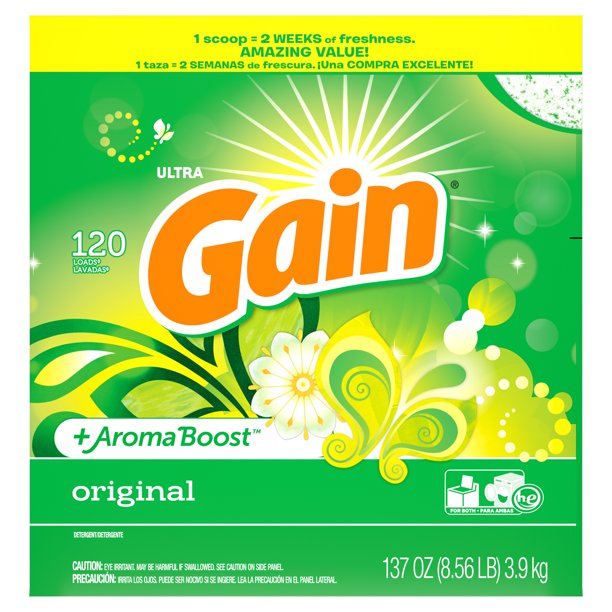 1 scoop = 2 WEEKS of freshness.
AMAZING VALUE!
1 taza = 2 SEMANAS de frescura. ¡Una COMPRA EXCELENTE!
ULTRA
Gain®
120
LOADS◊
LAVADAS◊
+AromaBoost™
original
he
FOR BOTH • PARA AMBAS
DETERGENT/DETERGENTE
CAUTION: EYE IRRITANT. MAY BE HARMFUL IF SWALLOWED. SEE CAUTION ON SIDE PANEL.
PRECAUCIÓN: IRRITA LOS OJOS. PUEDE SER NOCIVO SI SE INGIERE. LEA LA PRECAUCIÓN EN EL PANEL LATERAL.
137 OZ (8.56 LB) 3.9 kg